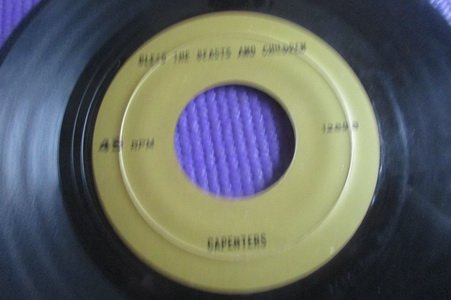 BLESS THE BEASTS AND CHILDREN
45 RPM
CAPENTERS